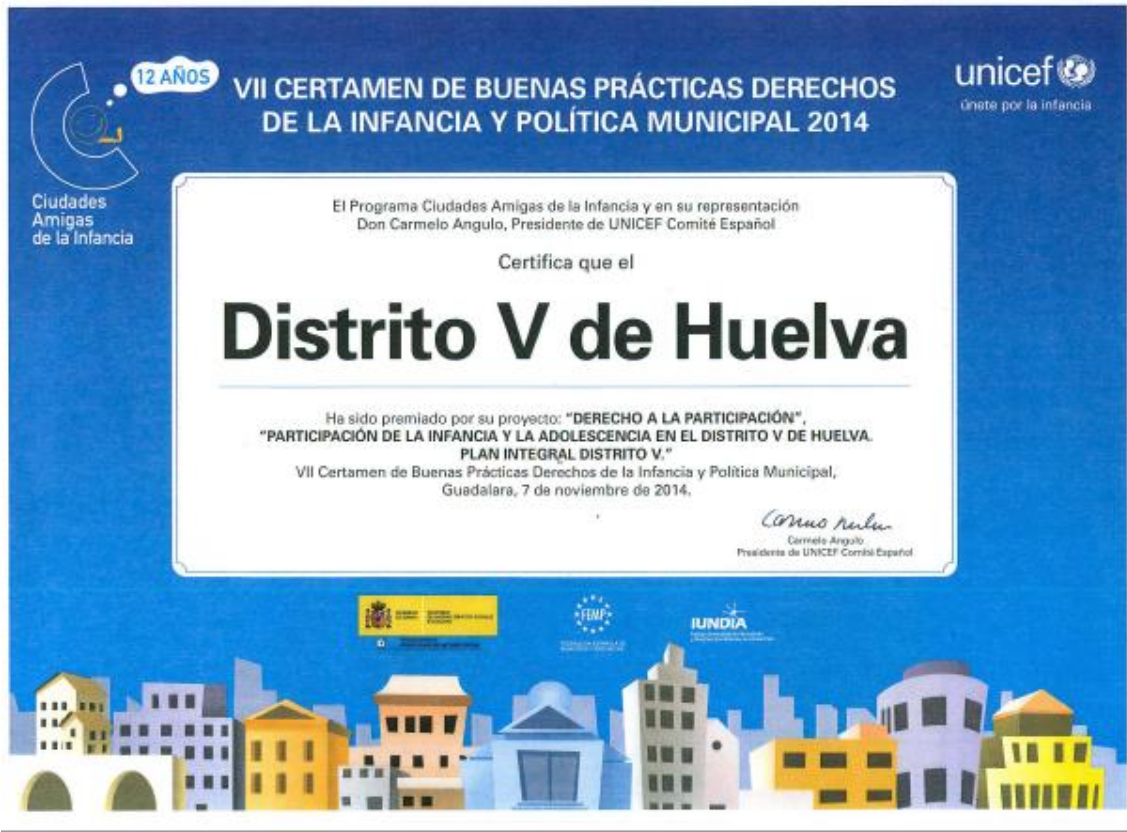 12 AÑOS
VII CERTAMEN DE BUENAS PRÁCTICAS DERECHOS
DE LA INFANCIA Y POLÍTICA MUNICIPAL 2014
unicef
únete por la infancia
Ciudades
Amigas
de la Infancia
El Programa Ciudades Amigas de la Infancia y en su representación
Don Carmelo Angulo, Presidente de UNICEF Comité Español
Certifica que el
Distrito V de Huelva
Ha sido premiado por su proyecto: "DERECHO A LA PARTICIPACIÓN",
"PARTICIPACIÓN DE LA INFANCIA Y LA ADOLESCENCIA EN EL DISTRITO V DE HUELVA.
PLAN INTEGRAL DISTRITO V."
VII Certamen de Buenas Prácticas Derechos de la Infancia y Política Municipal,
Guadalara, 7 de noviembre de 2014.
Carmelo Angulo
Presidente de UNICEF Comité Español
FEMP
IUNDIA